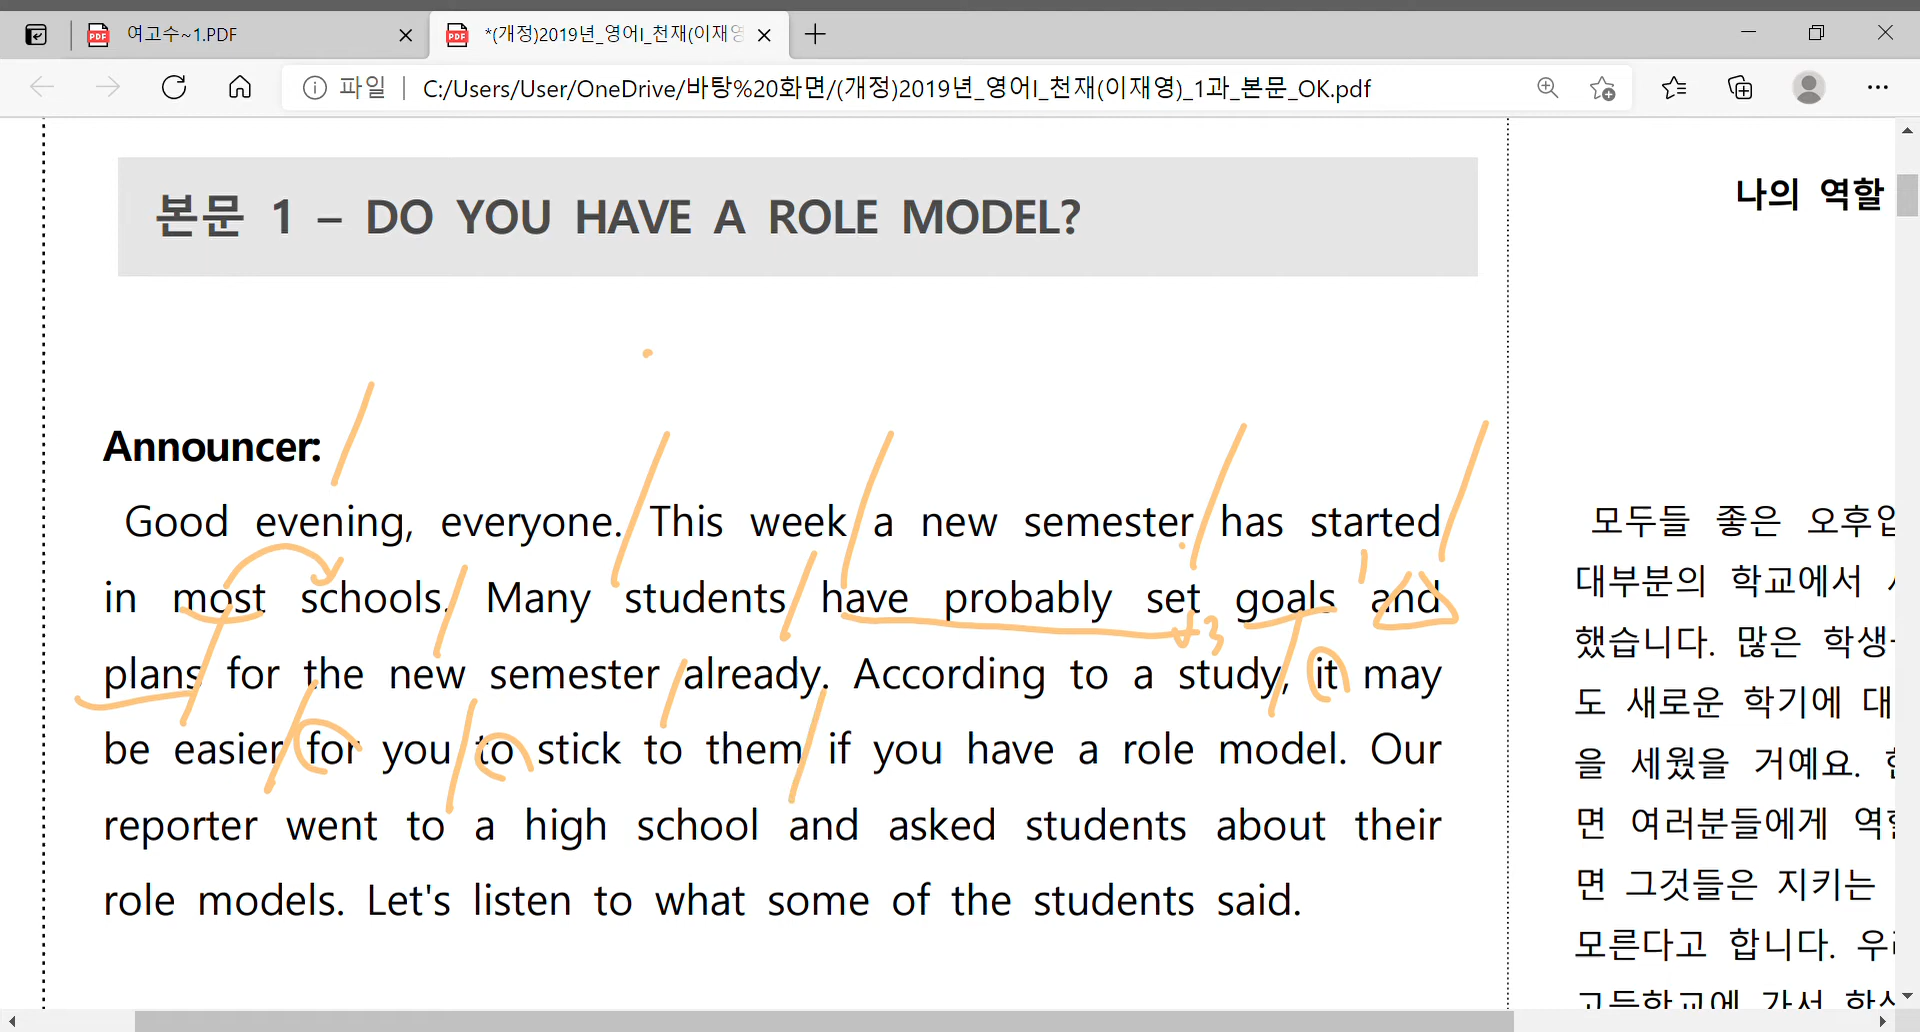 여고수~1.PDF
*(개정)2019년_영어I_천재(이재영
파일
C:/Users/User/OneDrive/바탕%20화면/(개정)2019년_영어I_천재(이재영)_1과_본문_OK.pdf
본문 1 – DO YOU HAVE A ROLE MODEL?
Announcer:
Good evening, everyone. This week a new semester has started
in most schools. Many students have probably set goals and
plans for the new semester already. According to a study, it may
be easier for you to stick to them if you have a role model. Our
reporter went to a high school and asked students about their
role models. Let's listen to what some of the students said.
나의 역할
모두들 좋은
대부분의 학교에서
했습니다. 많은
도 새로운 학기에 대
을 세웠을 거예요.
면 여러분들에게
면 그것들은 지키는
모른다고 합니다.
고등학교에 가서